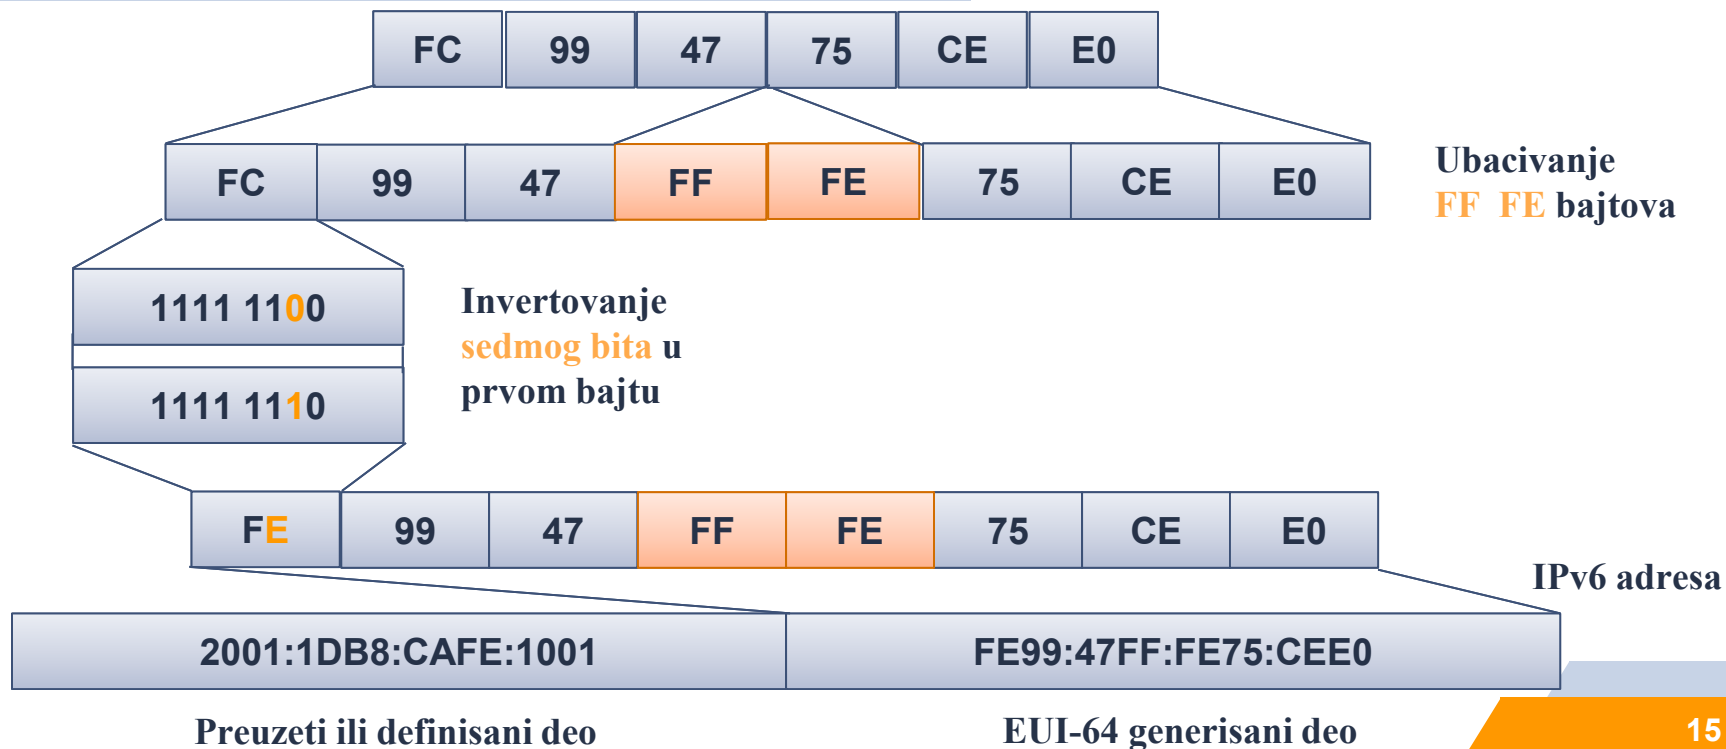 FC 99 47 75 CE E0
FC 99 47 FF FE 75 CE E0
Ubacivanje
FF FE bajtova
1111 1100
1111 1110
Invertovanje
sedmog bita u
prvom bajtu
FE 99 47 FF FE 75 CE E0
IPv6 adresa
2001:1DB8:CAFE:1001 FE99:47FF:FE75:CEE0
Preuzeti ili definisani deo EUI-64 generisani deo
15